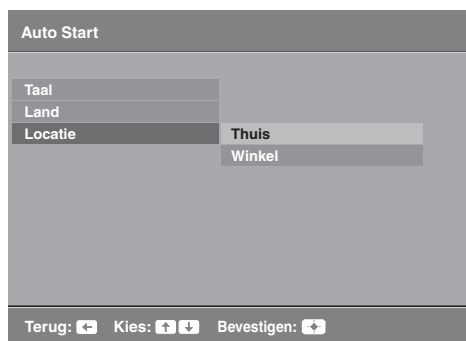 Auto Start
Taal
Land
Locatie Thuis
Winkel
Terug: Kies: Bevestigen: